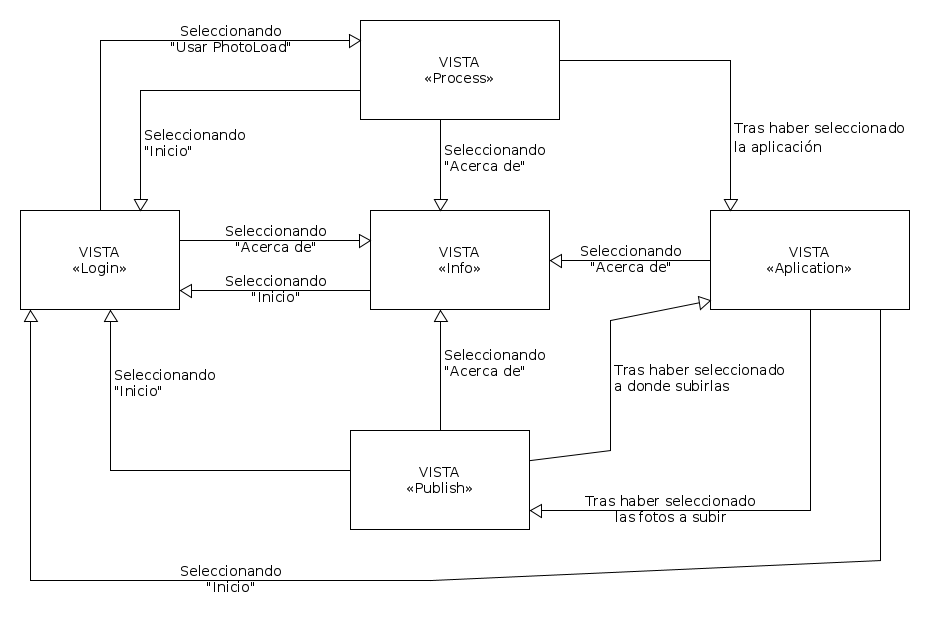 Seleccionando
"Usar PhotoLoad"
VISTA
«Process»
Seleccionando
"Inicio"
Seleccionando
"Acerca de"
Tras haber seleccionado
la aplicación
VISTA
«Login»
Seleccionando
"Acerca de"
Seleccionando
"Inicio"
VISTA
«Info»
Seleccionando
"Acerca de"
VISTA
«Aplication»
Seleccionando
"Inicio"
Seleccionando
"Acerca de"
Tras haber seleccionado
a donde subirlas
VISTA
«Publish»
Tras haber seleccionado
las fotos a subir
Seleccionando
"Inicio"